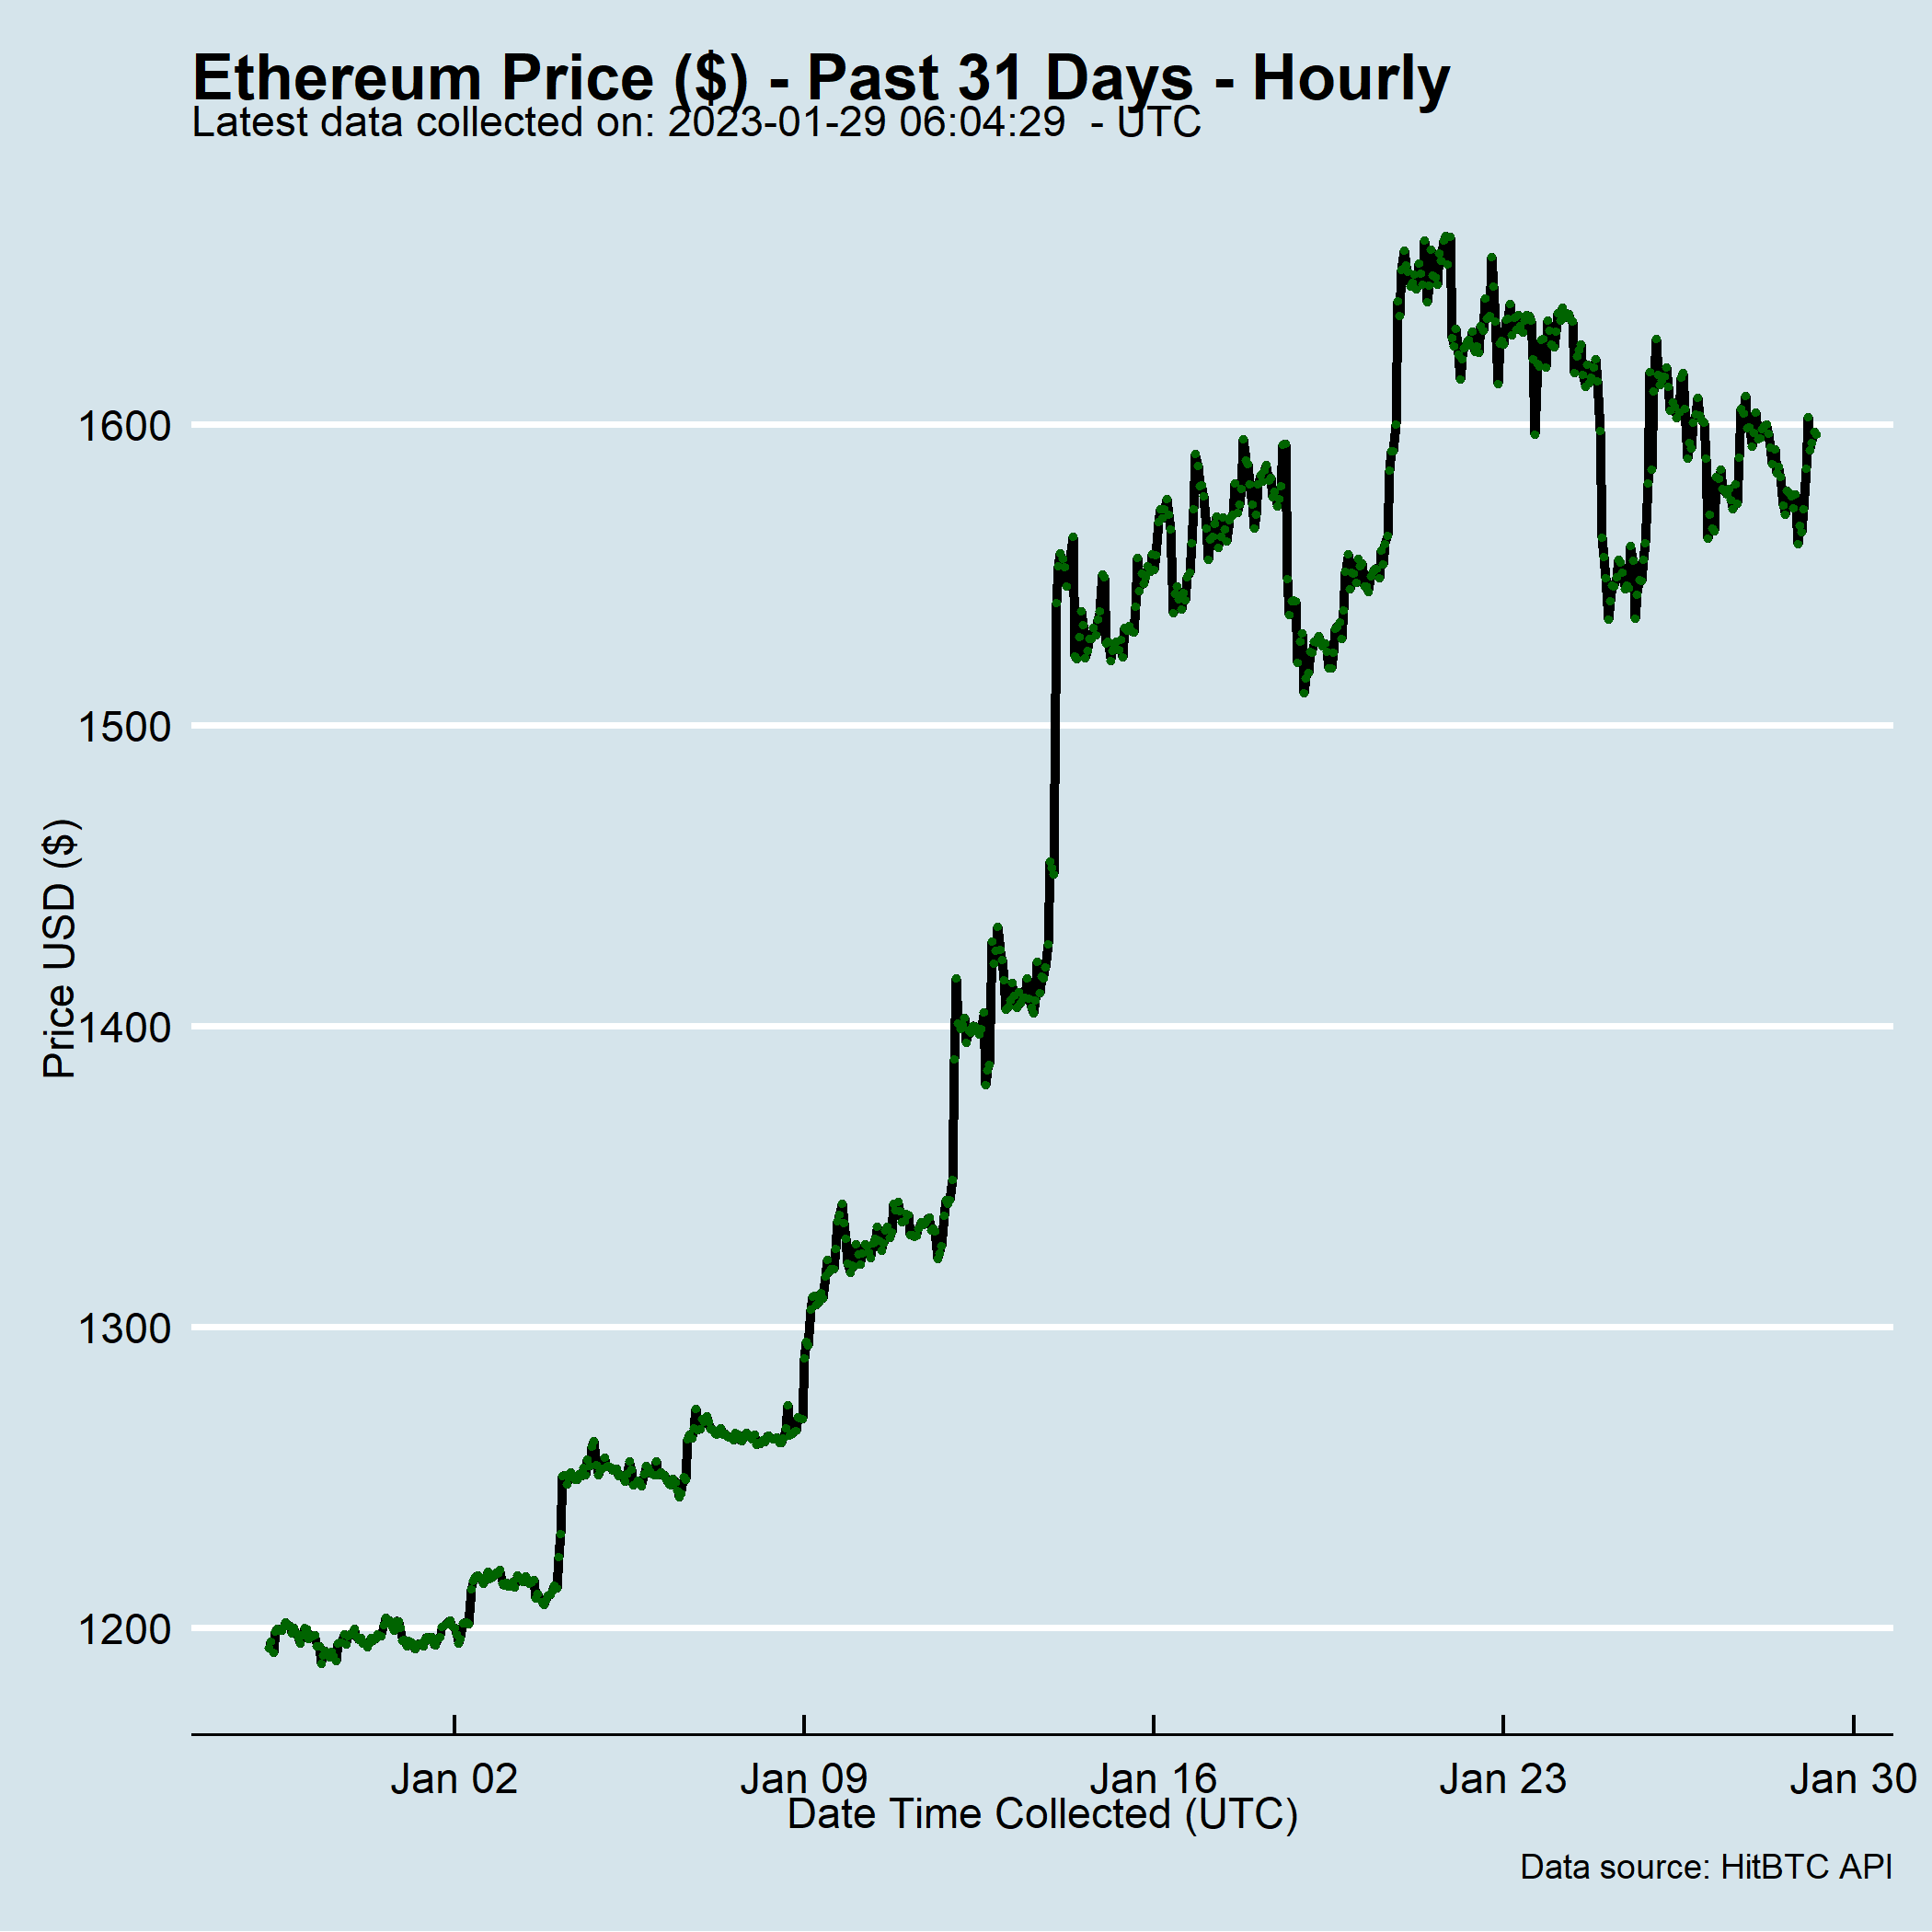 Ethereum Price ($) - Past 31 Days - Hourly
Latest data collected on: 2023-01-29 06:04:29  - UTC
Price USD ($)
1600
1500
1400
1300
1200
Jan 02
Jan 09
Jan 16
Jan 23
Jan 30
Date Time Collected (UTC)
Data source: HitBTC API